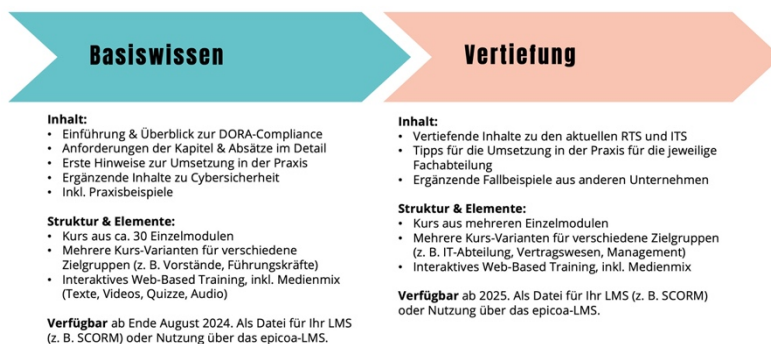 Basiswissen
Inhalt:
• Einführung & Überblick zur DORA-Compliance
• Anforderungen der Kapitel & Absätze im Detail
• Erste Hinweise zur Umsetzung in der Praxis
• Ergänzende Inhalte zu Cybersicherheit
• Inkl. Praxisbeispiele
Struktur & Elemente:
• Kurs aus ca. 30 Einzelmodulen
• Mehrere Kurs-Varianten für verschiedene
Zielgruppen (z. B. Vorstände, Führungskräfte)
• Interaktives Web-Based Training, inkl. Medienmix
(Texte, Videos, Quizze, Audio)
Verfügbar ab Ende August 2024. Als Datei für Ihr LMS
(z. B. SCORM) oder Nutzung über das epicoa-LMS.
Vertiefung
Inhalt:
• Vertiefende Inhalte zu den aktuellen RTS und ITS
• Tipps für die Umsetzung in der Praxis für die jeweilige
Fachabteilung
• Ergänzende Fallbeispiele aus anderen Unternehmen
Struktur & Elemente:
• Kurs aus mehreren Einzelmodulen
• Mehrere Kurs-Varianten für verschiedene Zielgruppen
(z. B. IT-Abteilung, Vertragswesen, Management)
• Interaktives Web-Based Training, inkl. Medienmix
Verfügbar ab 2025. Als Datei für Ihr LMS (z. B. SCORM)
oder Nutzung über das epicoa-LMS.